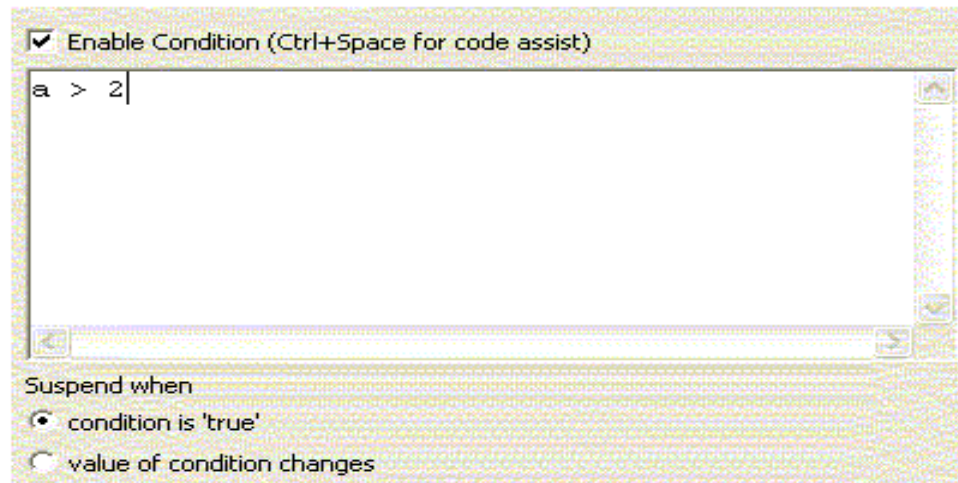 Enable Condition (Ctrl+Space for code assist)
a > 2
Suspend when
condition is 'true'
value of condition changes